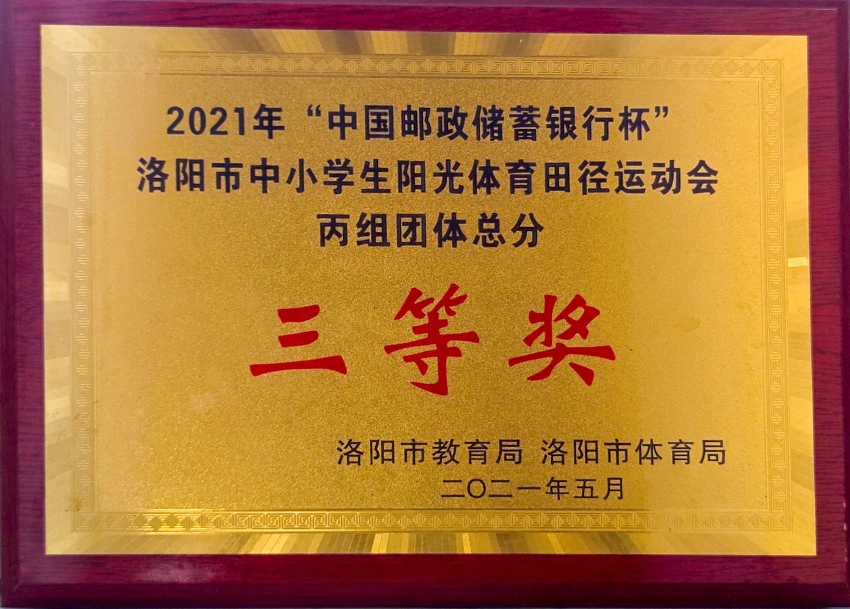 2021年“中国邮政储蓄银行杯”
洛阳市中小学生阳光体育田径运动会
丙组团体总分
三等奖
洛阳市教育局 洛阳市体育局
二〇二一年五月